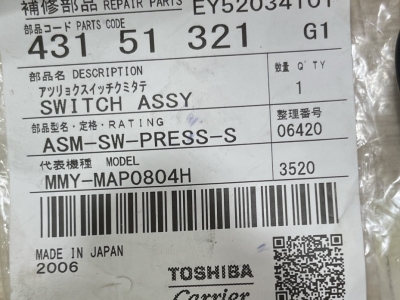 補修部品 REPAIR PARTS EY52034101
部品コード PARTS CODE
431 51 321 G1
部品名 DESCRIPTION 数量 Q'TY
アツリョクスイッチクミタテ
SWITCH ASSY 1
部品型名・定格・RATING 整理番号
ASM-SW-PRESS-S 06420
代表機種 MODEL
MMY-MAP0804H 3520
MADE IN JAPAN
2006
TOSHIBA
Carrier